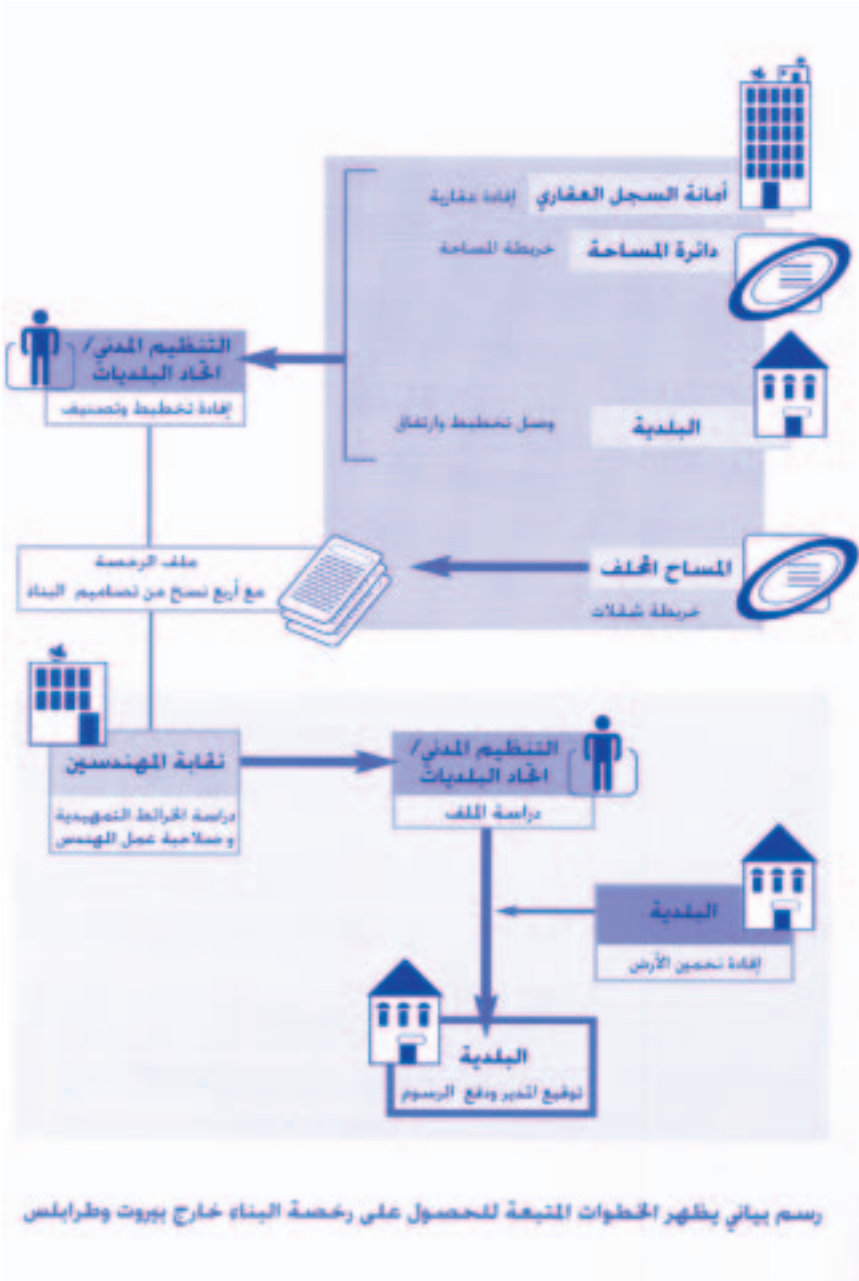 أمانة السجل العقاري إفادة عقارية
دائرة المساحة خريطة المساحة
التنظيم المدني/
اتحاد البلديات
إفادة تخطيط وتصنيف
البلدية وصل تخطيط وارتفاق
المساح المحلف
خريطة شقلات
ملف الرخصة
مع أربع نسخ من تصاميم البناء
نقابة المهندسين
دراسة الخرائط التمهيدية
وصلاحية عمل المهندس
التنظيم المدني/
اتحاد البلديات
دراسة الملف
البلدية
إفادة تخمين الأرض
البلدية
توقيع المدير ودفع الرسوم
رسم بياني يظهر الخطوات المتبعة للحصول على رخصة البناء خارج بيروت وطرابلس